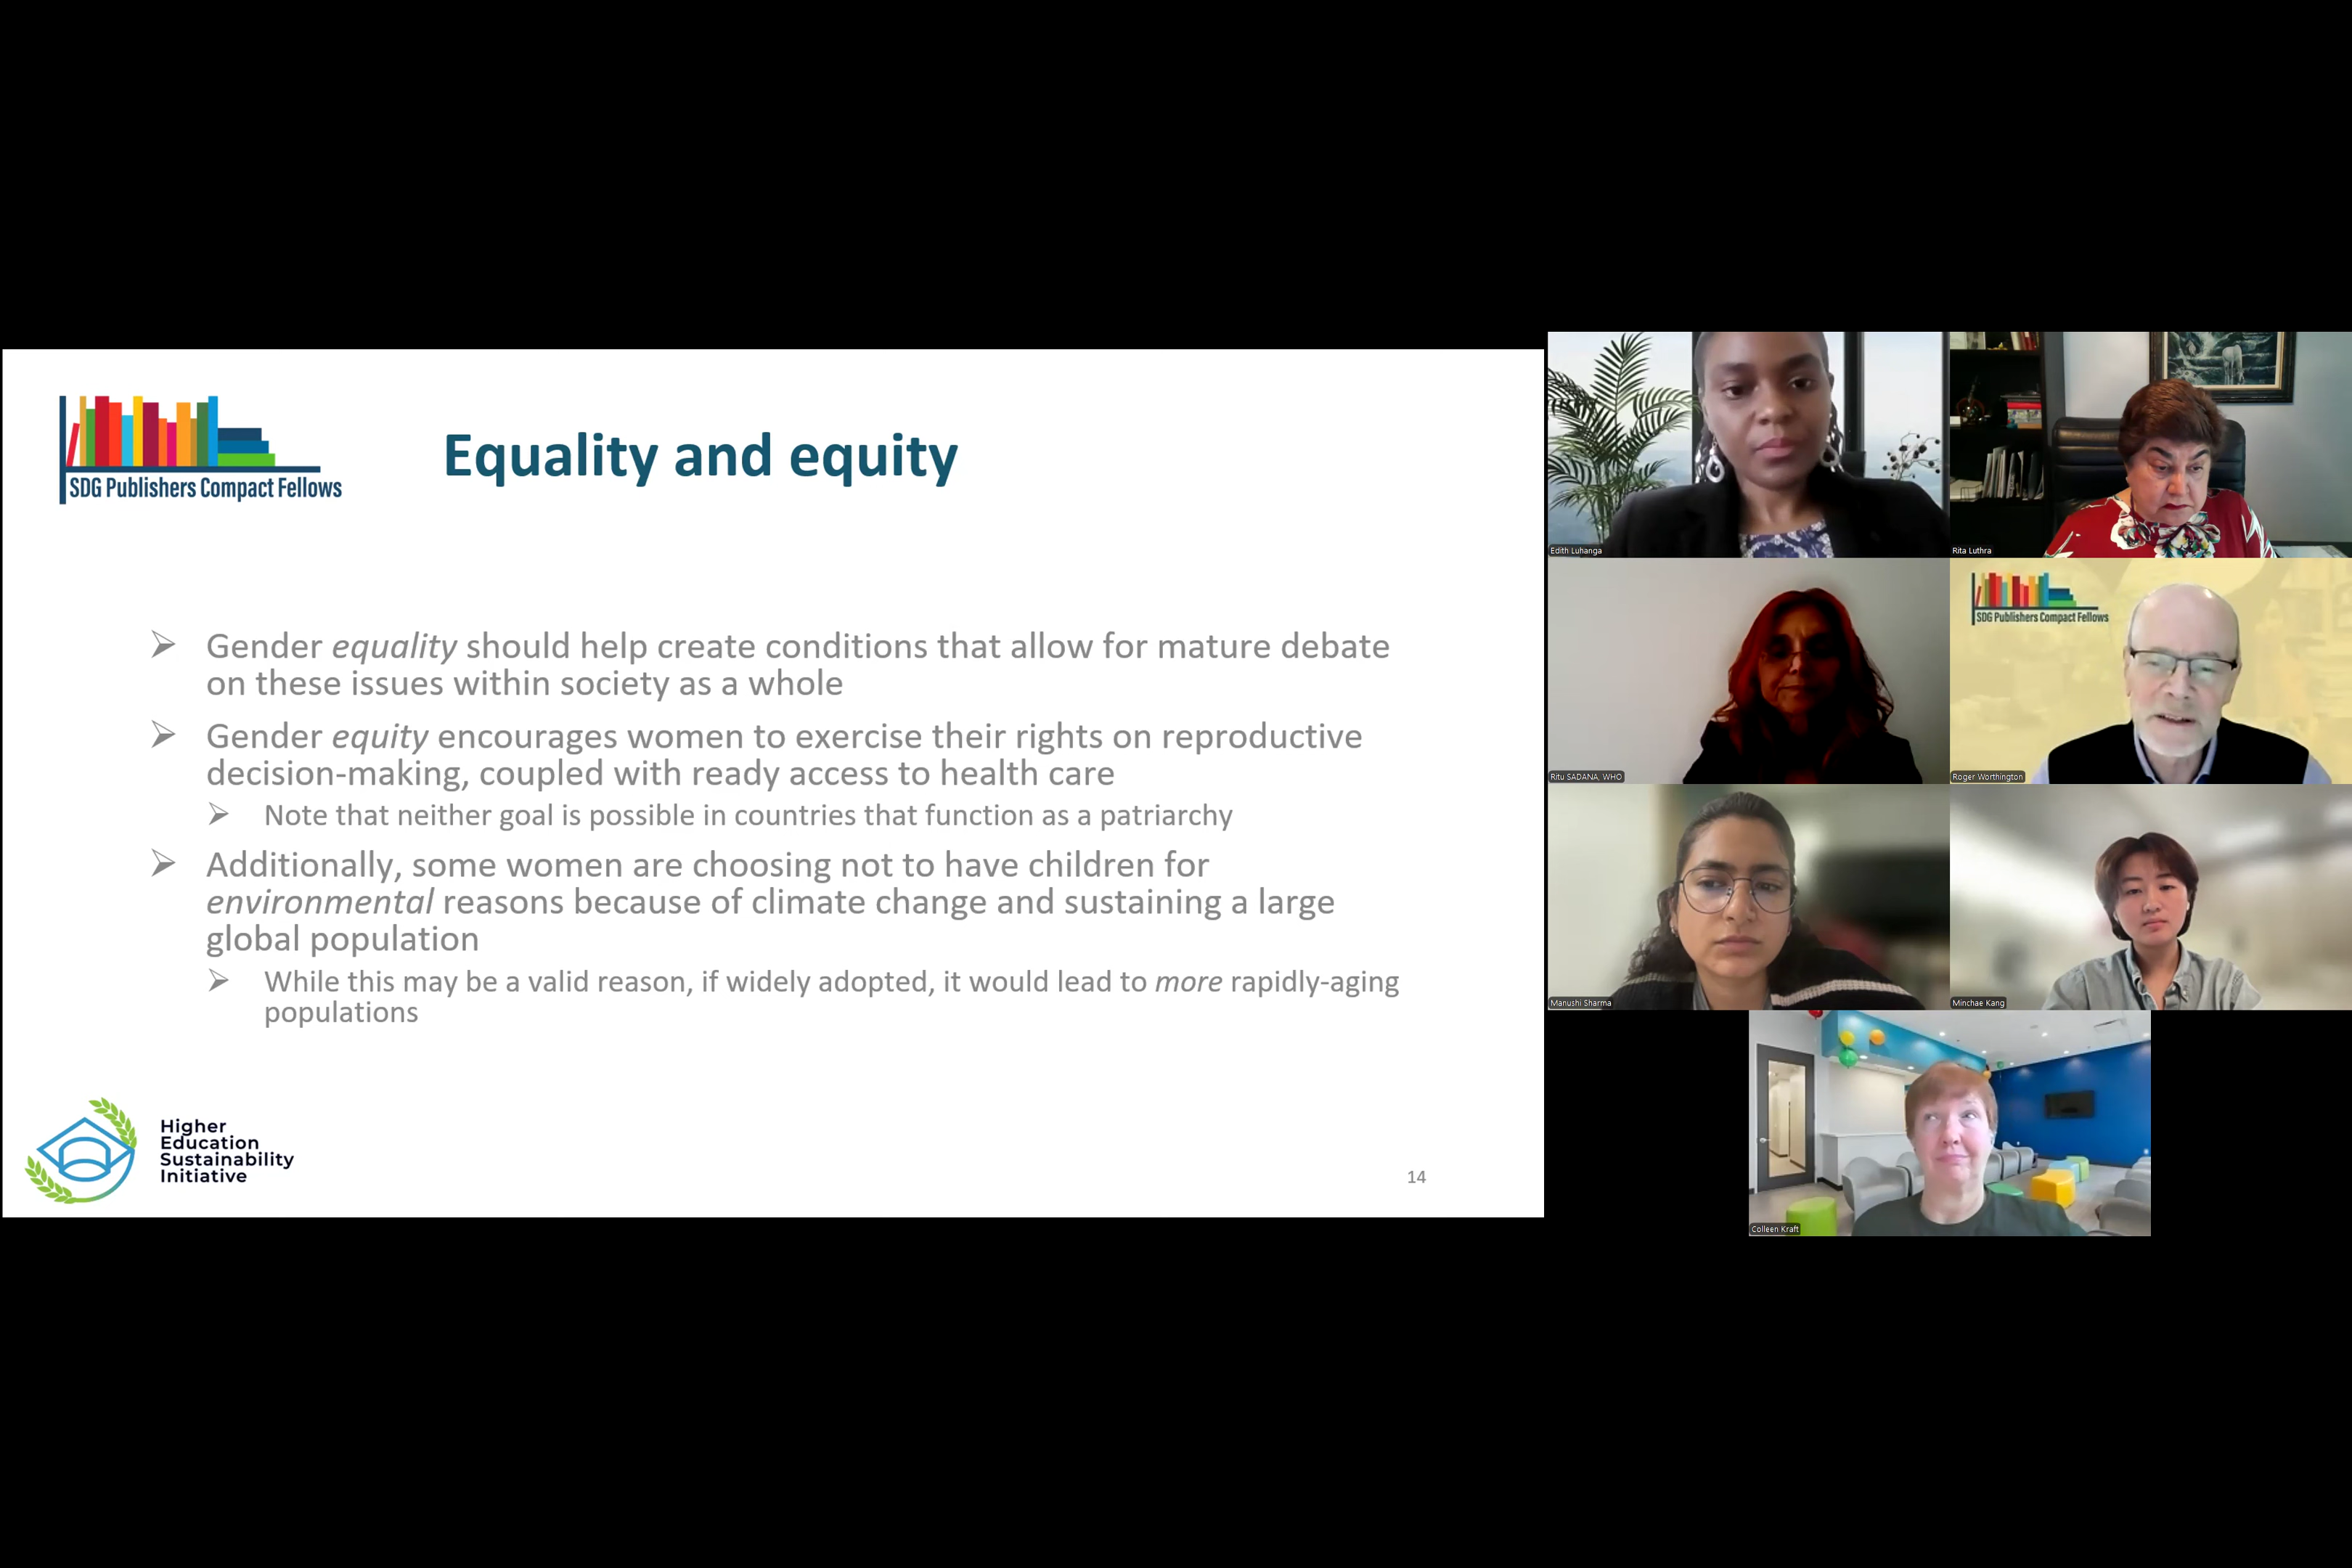 SDG Publishers Compact Fellows
Equality and equity
Gender equality should help create conditions that allow for mature debate
on these issues within society as a whole
Gender equity encourages women to exercise their rights on reproductive
decision-making, coupled with ready access to health care
Note that neither goal is possible in countries that function as a patriarchy
Additionally, some women are choosing not to have children for
environmental reasons because of climate change and sustaining a large
global population
While this may be a valid reason, if widely adopted, it would lead to more rapidly-aging
populations
Higher
Education
Sustainability
Initiative
14
Edith Luhanga
Rita Luthra
Ritu SADANA, WHO
SDG Publishers Compact Fellows
Roger Worthington
Manushi Sharma
Minchae Kang
Colleen Kraft